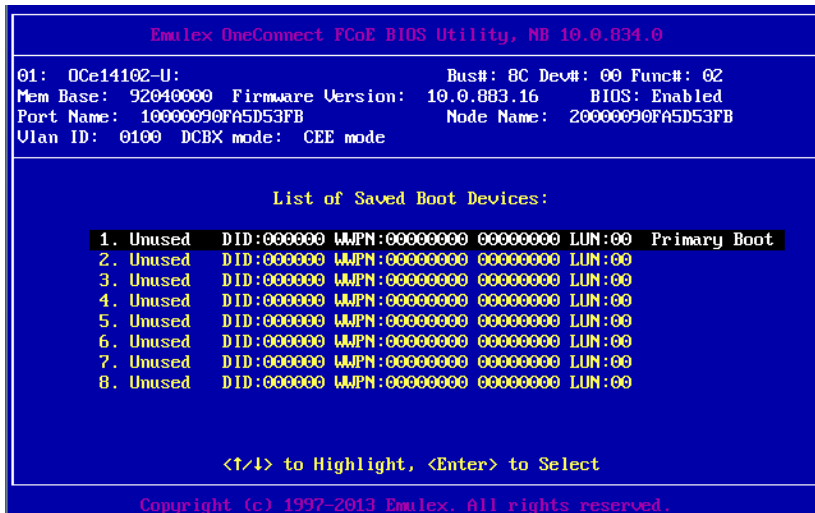 Emulex OneConnect FCoE BIOS Utility, NB 10.0.834.0
01: OCe14102-U: Bus#: 8C Dev#: 00 Func#: 02
Mem Base: 92040000 Firmware Version: 10.0.883.16 BIOS: Enabled
Port Name: 10000090FA5D53FB Node Name: 20000090FA5D53FB
Vlan ID: 0100 DCBX mode: CEE mode
List of Saved Boot Devices:
1. Unused DID:000000 WWPN:00000000 00000000 LUN:00 Primary Boot
2. Unused DID:000000 WWPN:00000000 00000000 LUN:00
3. Unused DID:000000 WWPN:00000000 00000000 LUN:00
4. Unused DID:000000 WWPN:00000000 00000000 LUN:00
5. Unused DID:000000 WWPN:00000000 00000000 LUN:00
6. Unused DID:000000 WWPN:00000000 00000000 LUN:00
7. Unused DID:000000 WWPN:00000000 00000000 LUN:00
8. Unused DID:000000 WWPN:00000000 00000000 LUN:00
<↑/↓> to Highlight, <Enter> to Select
Copyright (c) 1997-2013 Emulex. All rights reserved.